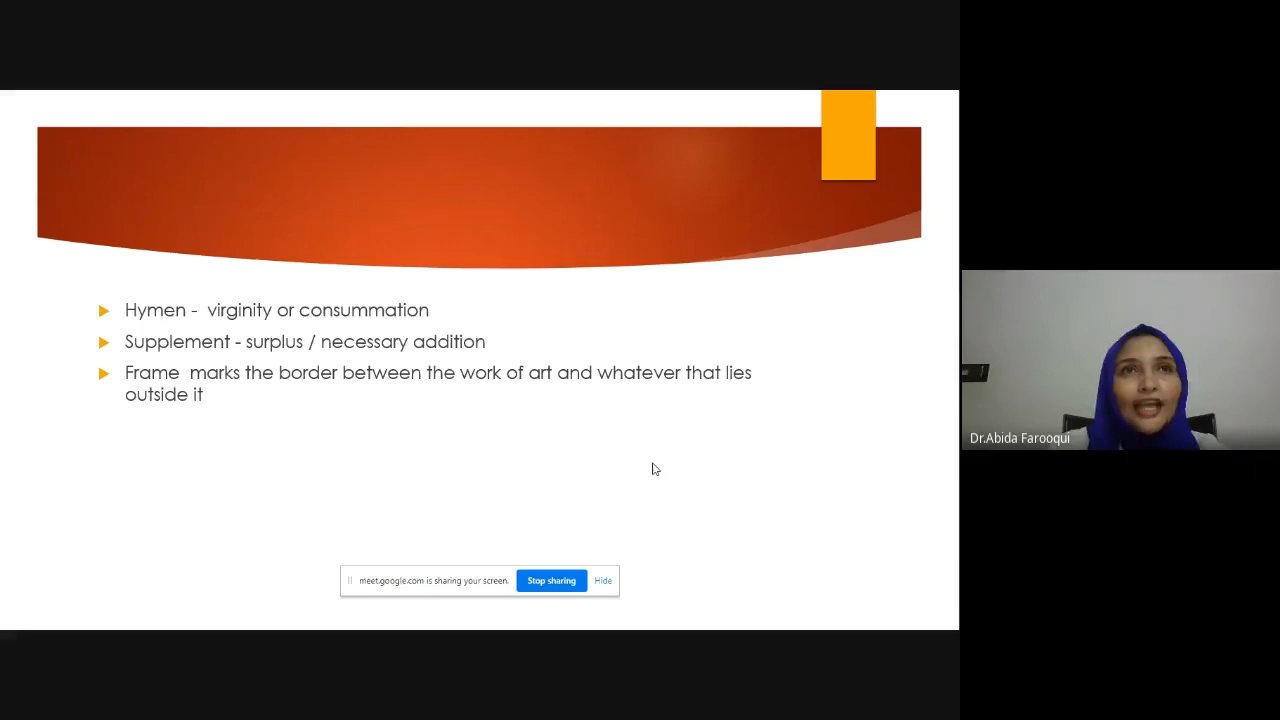 Hymen -  virginity or consummation
Supplement - surplus / necessary addition
Frame  marks the border between the work of art and whatever that lies
outside it
Dr.Abida Farooqui
meet.google.com is sharing your screen.
Stop sharing
Hide